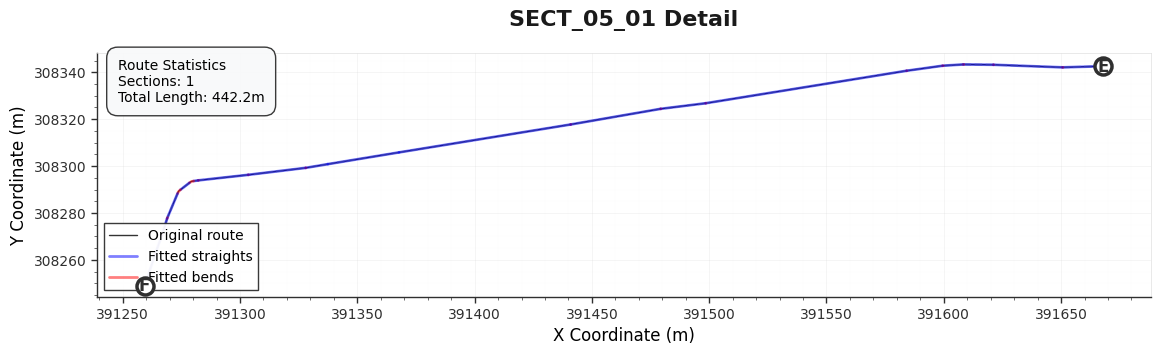 SECT_05_01 Detail
Route Statistics
Sections: 1
Total Length: 442.2m
308340
308320
308300
308280
308260
Y Coordinate (m)
E
Original route
Fitted straights
Fitted bends
F
391250
391300
391350
391400
391450
391500
391550
391600
391650
X Coordinate (m)